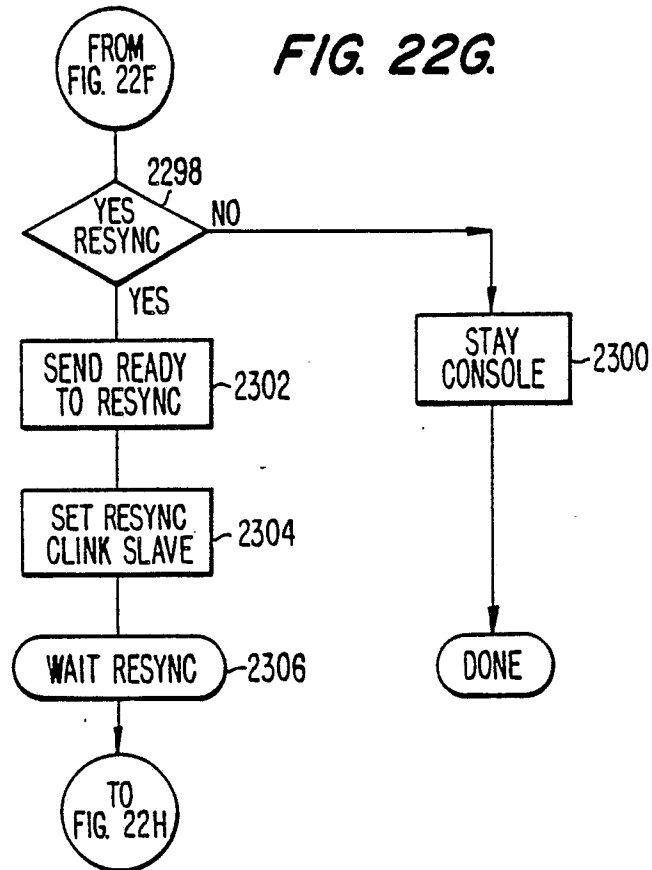 FROM
FIG. 22F
FIG. 22G.
2298
YES
RESYNC
NO
YES
SEND READY
TO RESYNC
2302
STAY
CONSOLE
2300
SET RESYNC
CLINK SLAVE
2304
WAIT RESYNC
2306
DONE
TO
FIG. 22H